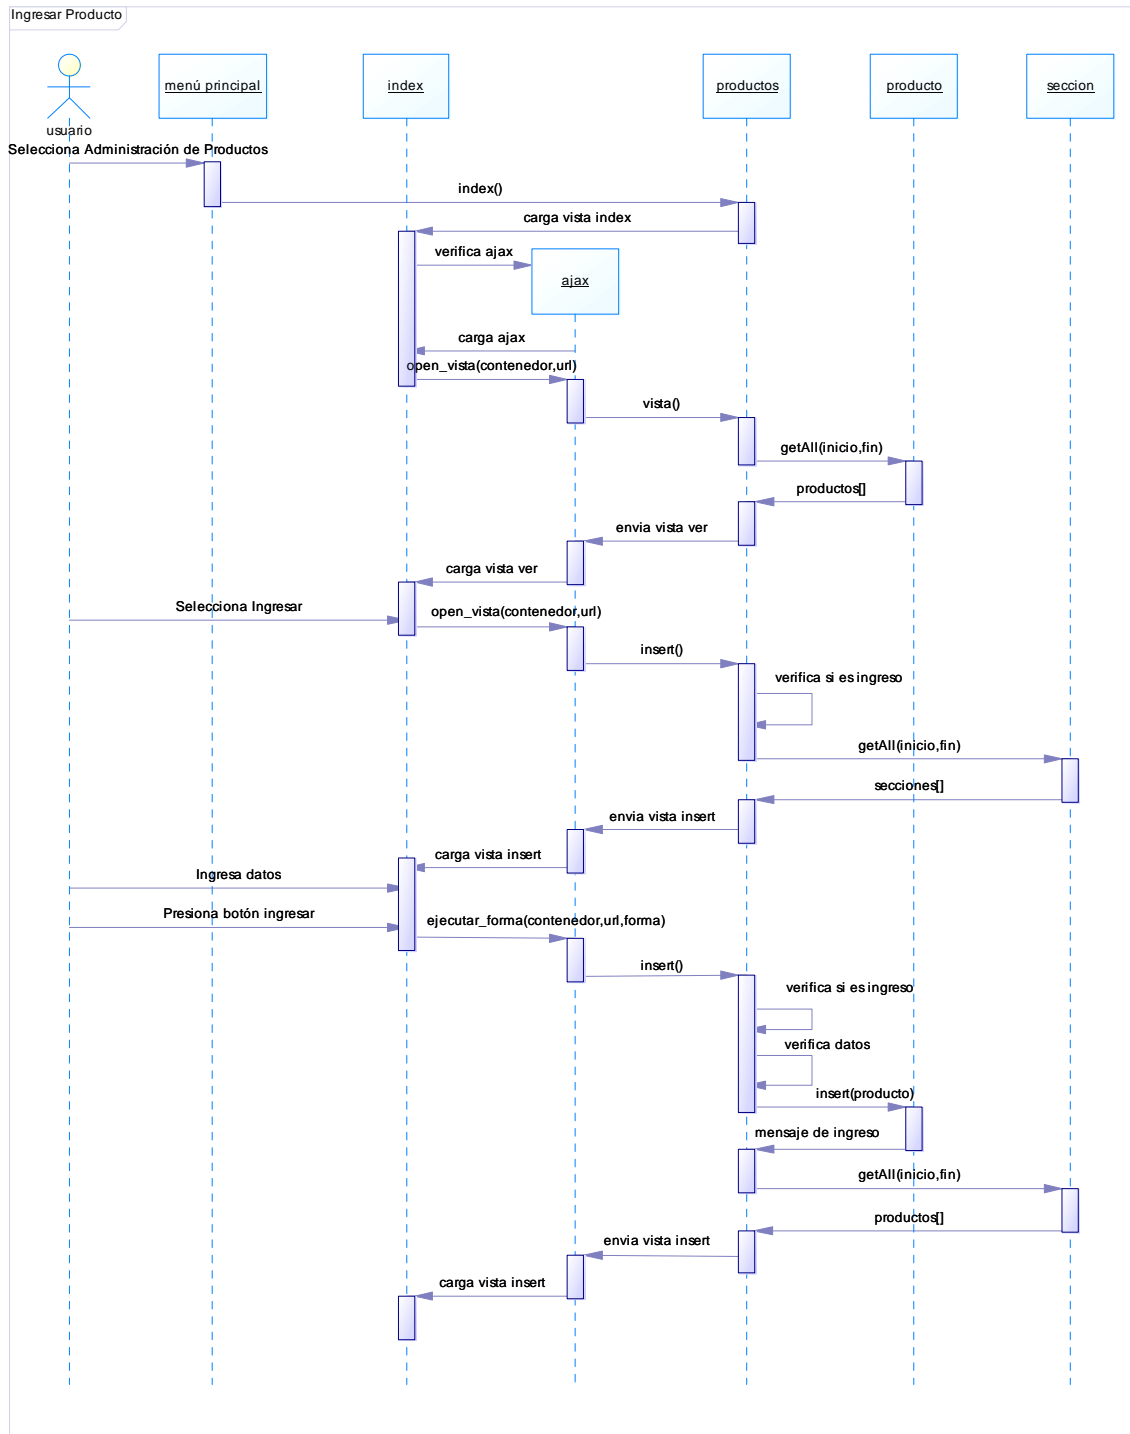 Ingresar Producto
menú principal
index
productos
producto
seccion
usuario
Selecciona Administración de Productos
index()
carga vista index
verifica ajax
ajax
carga ajax
open_vista(contenedor,url)
vista()
getAll(inicio,fin)
productos[]
envia vista ver
carga vista ver
Selecciona Ingresar
open_vista(contenedor,url)
insert()
verifica si es ingreso
getAll(inicio,fin)
secciones[]
envia vista insert
carga vista insert
Ingresa datos
Presiona botón ingresar
ejecutar_forma(contenedor,url,forma)
insert()
verifica si es ingreso
verifica datos
insert(producto)
mensaje de ingreso
getAll(inicio,fin)
productos[]
envia vista insert
carga vista insert